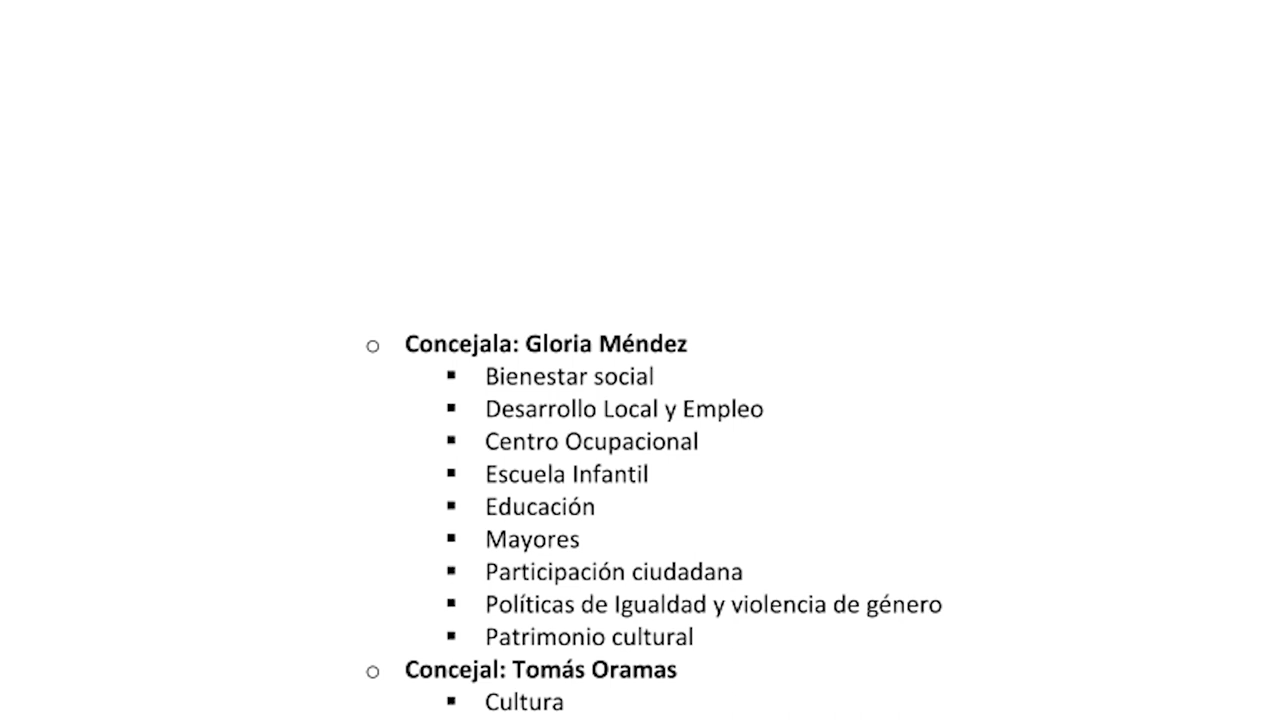 o Concejala: Gloria Méndez
▪ Bienestar social
▪ Desarrollo Local y Empleo
▪ Centro Ocupacional
▪ Escuela Infantil
▪ Educación
▪ Mayores
▪ Participación ciudadana
▪ Políticas de Igualdad y violencia de género
▪ Patrimonio cultural
o Concejal: Tomás Oramas
▪ Cultura